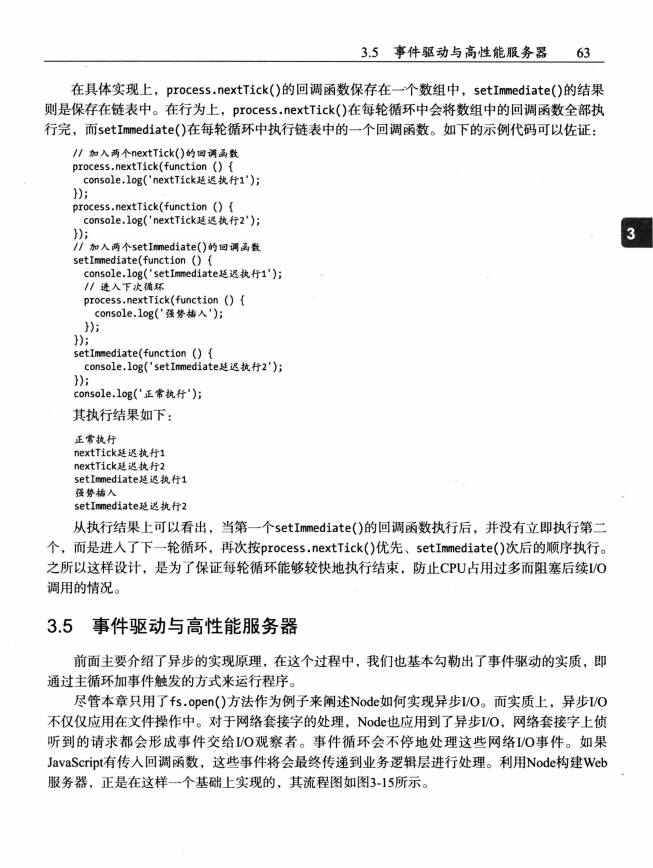 3.5 事件驱动与高性能服务器 63
在具体实现上，process.nextTick()的回调函数保存在一个数组中，setImmediate()的结果
则是保存在链表中。在行为上，process.nextTick()在每轮循环中会将数组中的回调函数全部执
行完，而setImmediate()在每轮循环中执行链表中的一个回调函数。如下的示例代码可以佐证：
// 加入两个nextTick()的回调函数
process.nextTick(function () {
console.log('nextTick延迟执行1');
});
process.nextTick(function () {
console.log('nextTick延迟执行2');
});
3
// 加入两个setImmediate()的回调函数
setImmediate(function () {
console.log('setImmediate延迟执行1');
// 进入下次循环
process.nextTick(function () {
console.log('强势插入');
});
});
setImmediate(function () {
console.log('setImmediate延迟执行2');
});
console.log('正常执行');
其执行结果如下：
正常执行
nextTick延迟执行1
nextTick延迟执行2
setImmediate延迟执行1
强势插入
setImmediate延迟执行2
从执行结果上可以看出，当第一个setImmediate()的回调函数执行后，并没有立即执行第二
个，而是进入了下一轮循环，再次按process.nextTick()优先、setImmediate()次后的顺序执行。
之所以这样设计，是为了保证每轮循环能够较快地执行结束，防止CPU占用过多而阻塞后续I/O
调用的情况。
3.5 事件驱动与高性能服务器
前面主要介绍了异步的实现原理，在这个过程中，我们也基本勾勒出了事件驱动的实质，即
通过主循环加事件触发的方式来运行程序。
尽管本章只用了fs.open()方法作为例子来阐述Node如何实现异步I/O。而实质上，异步I/O
不仅仅应用在文件操作中。对于网络套接字的处理，Node也应用到了异步I/O，网络套接字上侦
听到的请求都会形成事件交给I/O观察者。事件循环会不停地处理这些网络I/O事件。如果
JavaScript有传入回调函数，这些事件将会最终传递到业务逻辑层进行处理。利用Node构建Web
服务器，正是在这样一个基础上实现的，其流程图如图3-15所示。